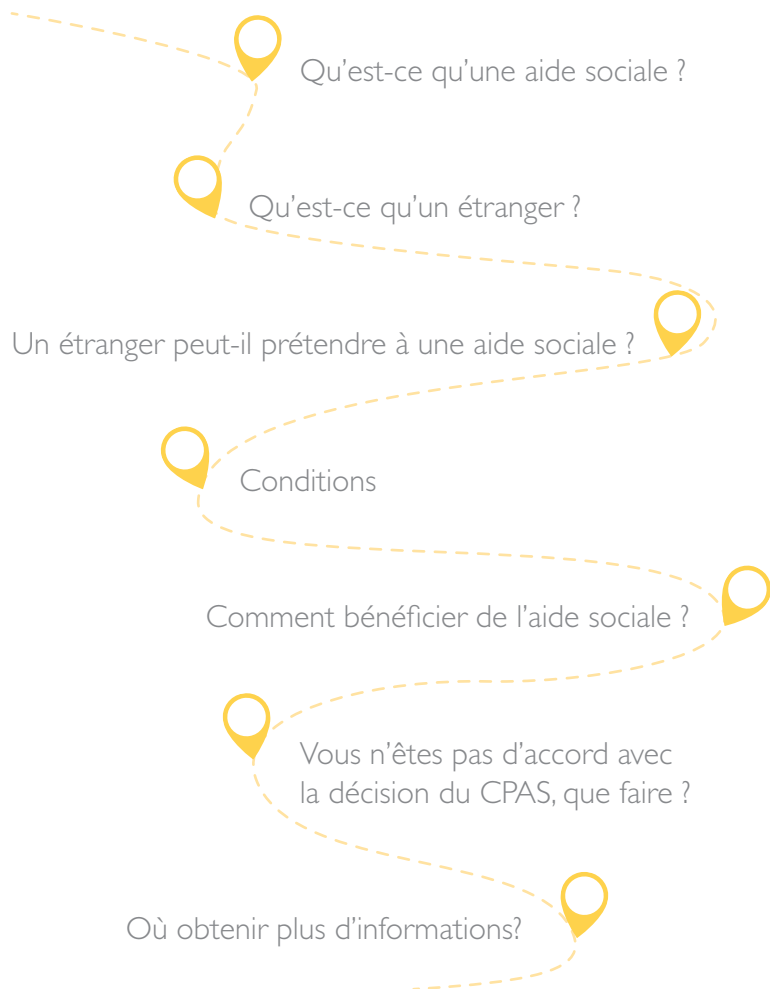 Qu'est-ce qu'une aide sociale ?
Qu'est-ce qu'un étranger ?
Un étranger peut-il prétendre à une aide sociale ?
Conditions
Comment bénéficier de l'aide sociale ?
Vous n'êtes pas d'accord avec
la décision du CPAS, que faire ?
Où obtenir plus d'informations?